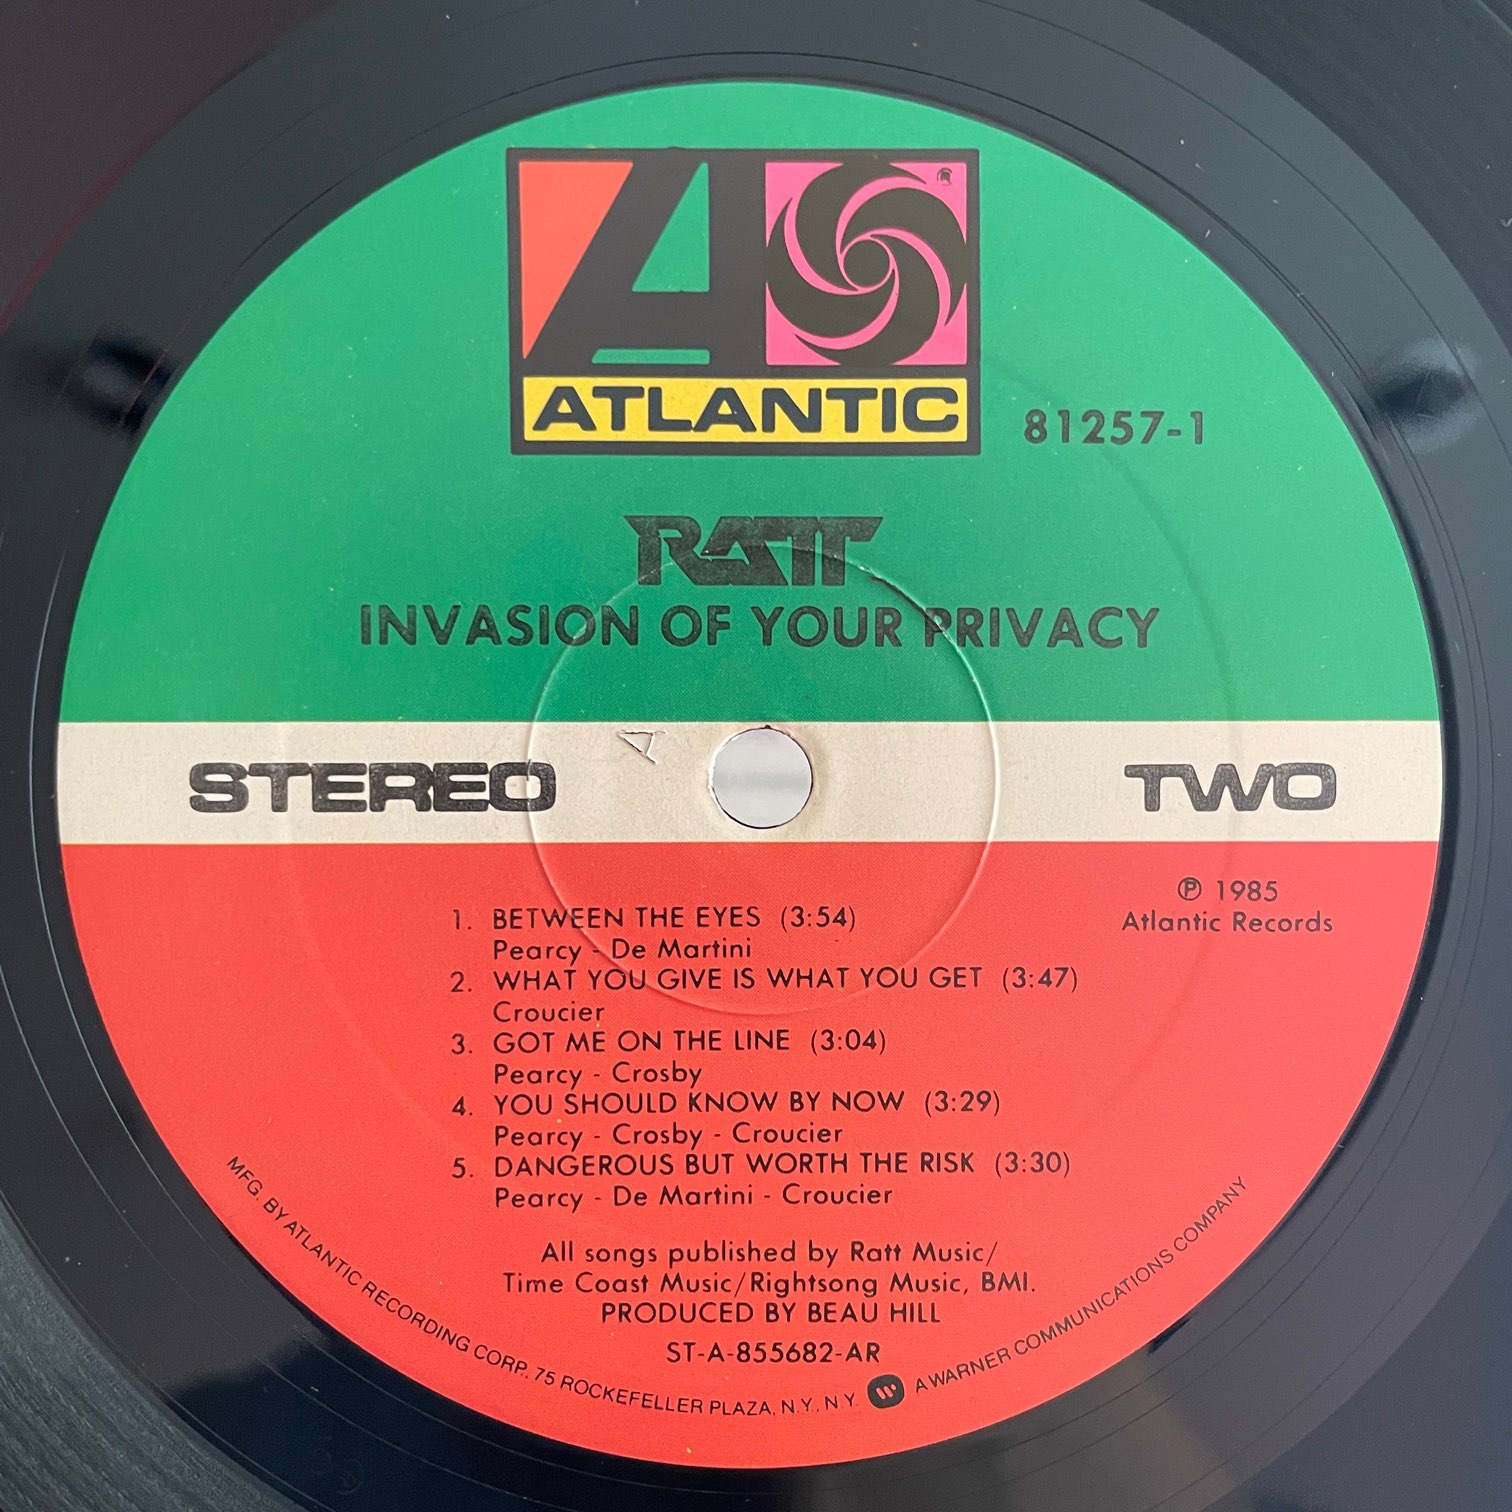 ATLANTIC
81257-1
RATT
INVASION OF YOUR PRIVACY
STEREO
TWO
℗ 1985
Atlantic Records
1. BETWEEN THE EYES (3:54)
Pearcy - De Martini
2. WHAT YOU GIVE IS WHAT YOU GET (3:47)
Croucier
3. GOT ME ON THE LINE (3:04)
Pearcy - Crosby
4. YOU SHOULD KNOW BY NOW (3:29)
Pearcy - Crosby - Croucier
5. DANGEROUS BUT WORTH THE RISK (3:30)
Pearcy - De Martini - Croucier
All songs published by Ratt Music/
Time Coast Music/Rightsong Music, BMI.
PRODUCED BY BEAU HILL
ST-A-855682-AR
MFG. BY ATLANTIC RECORDING CORP., 75 ROCKEFELLER PLAZA, N.Y., N.Y. A WARNER COMMUNICATIONS COMPANY